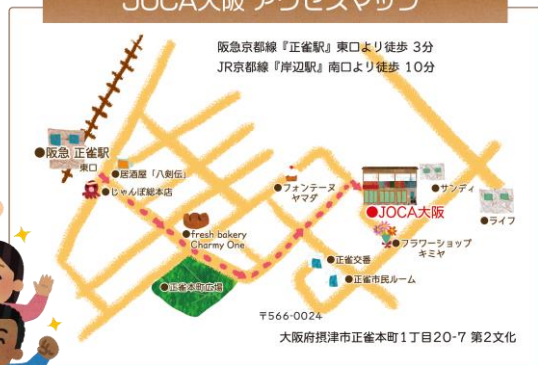 JOCA大阪 アクセスマップ
阪急京都線『正雀駅』東口より徒歩 3分
JR京都線『岸辺駅』南口より徒歩 10分
阪急 正雀駅
東口
居酒屋「八剣伝」
じゃんぼ総本店
フォンテーヌ
ヤマダ
サンディ
JOCA大阪
ライフ
fresh bakery
Charmy One
フラワーショップ
キミヤ
正雀交番
正雀市民ルーム
正雀本町広場
〒566-0024
大阪府摂津市正雀本町1丁目20-7 第2文化